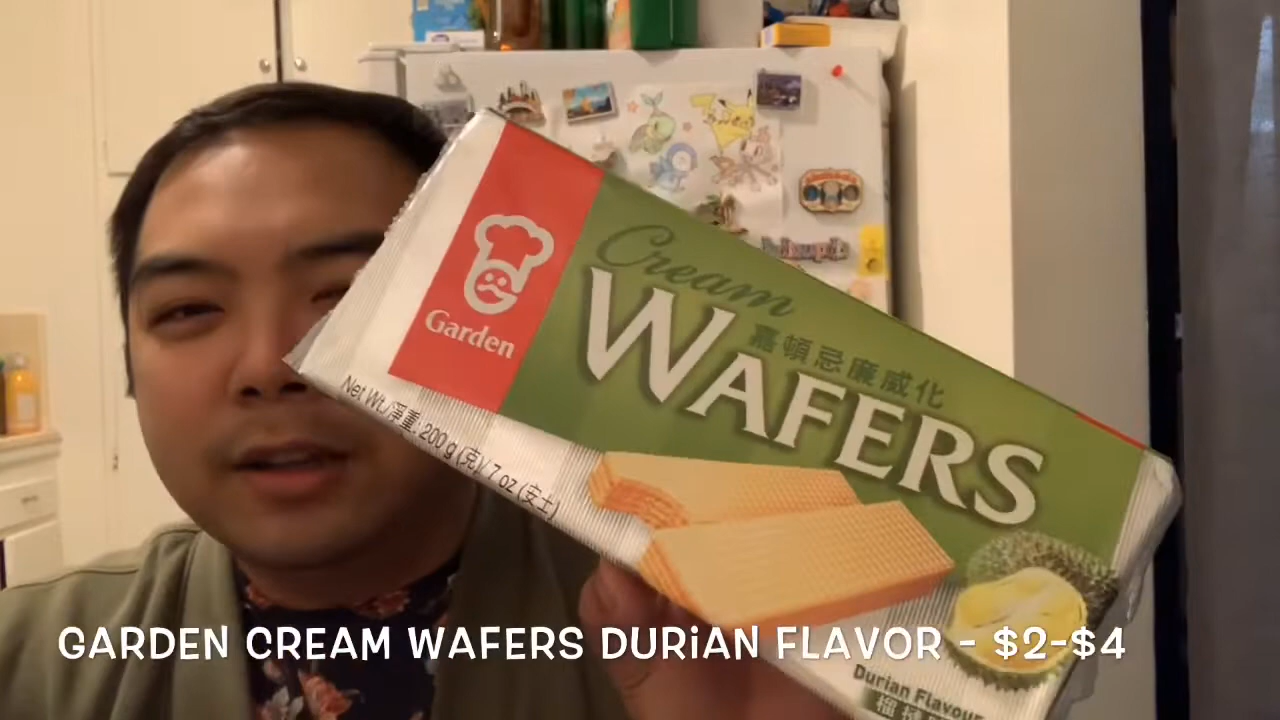 Garden
Cream
WAFERS
嘉頓忌廉威化
Net Wt./淨重: 200 g (克)/7 oz (安士)
Durian Flavour
GARDEN CREAM WAFERS DURiAN FLAVOR - $2-$4